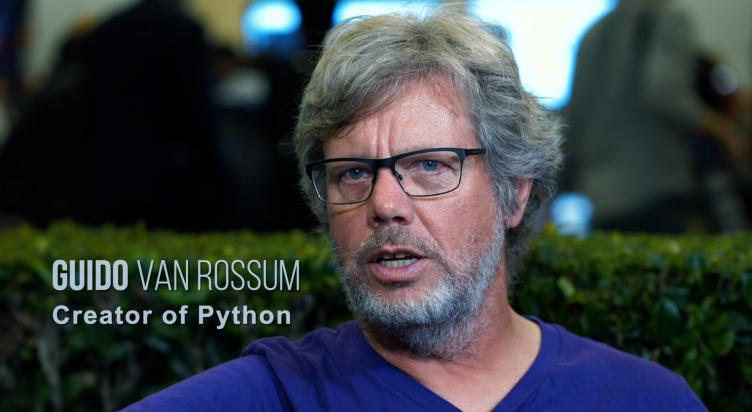 GUIDO VAN ROSSUM
Creator of Python